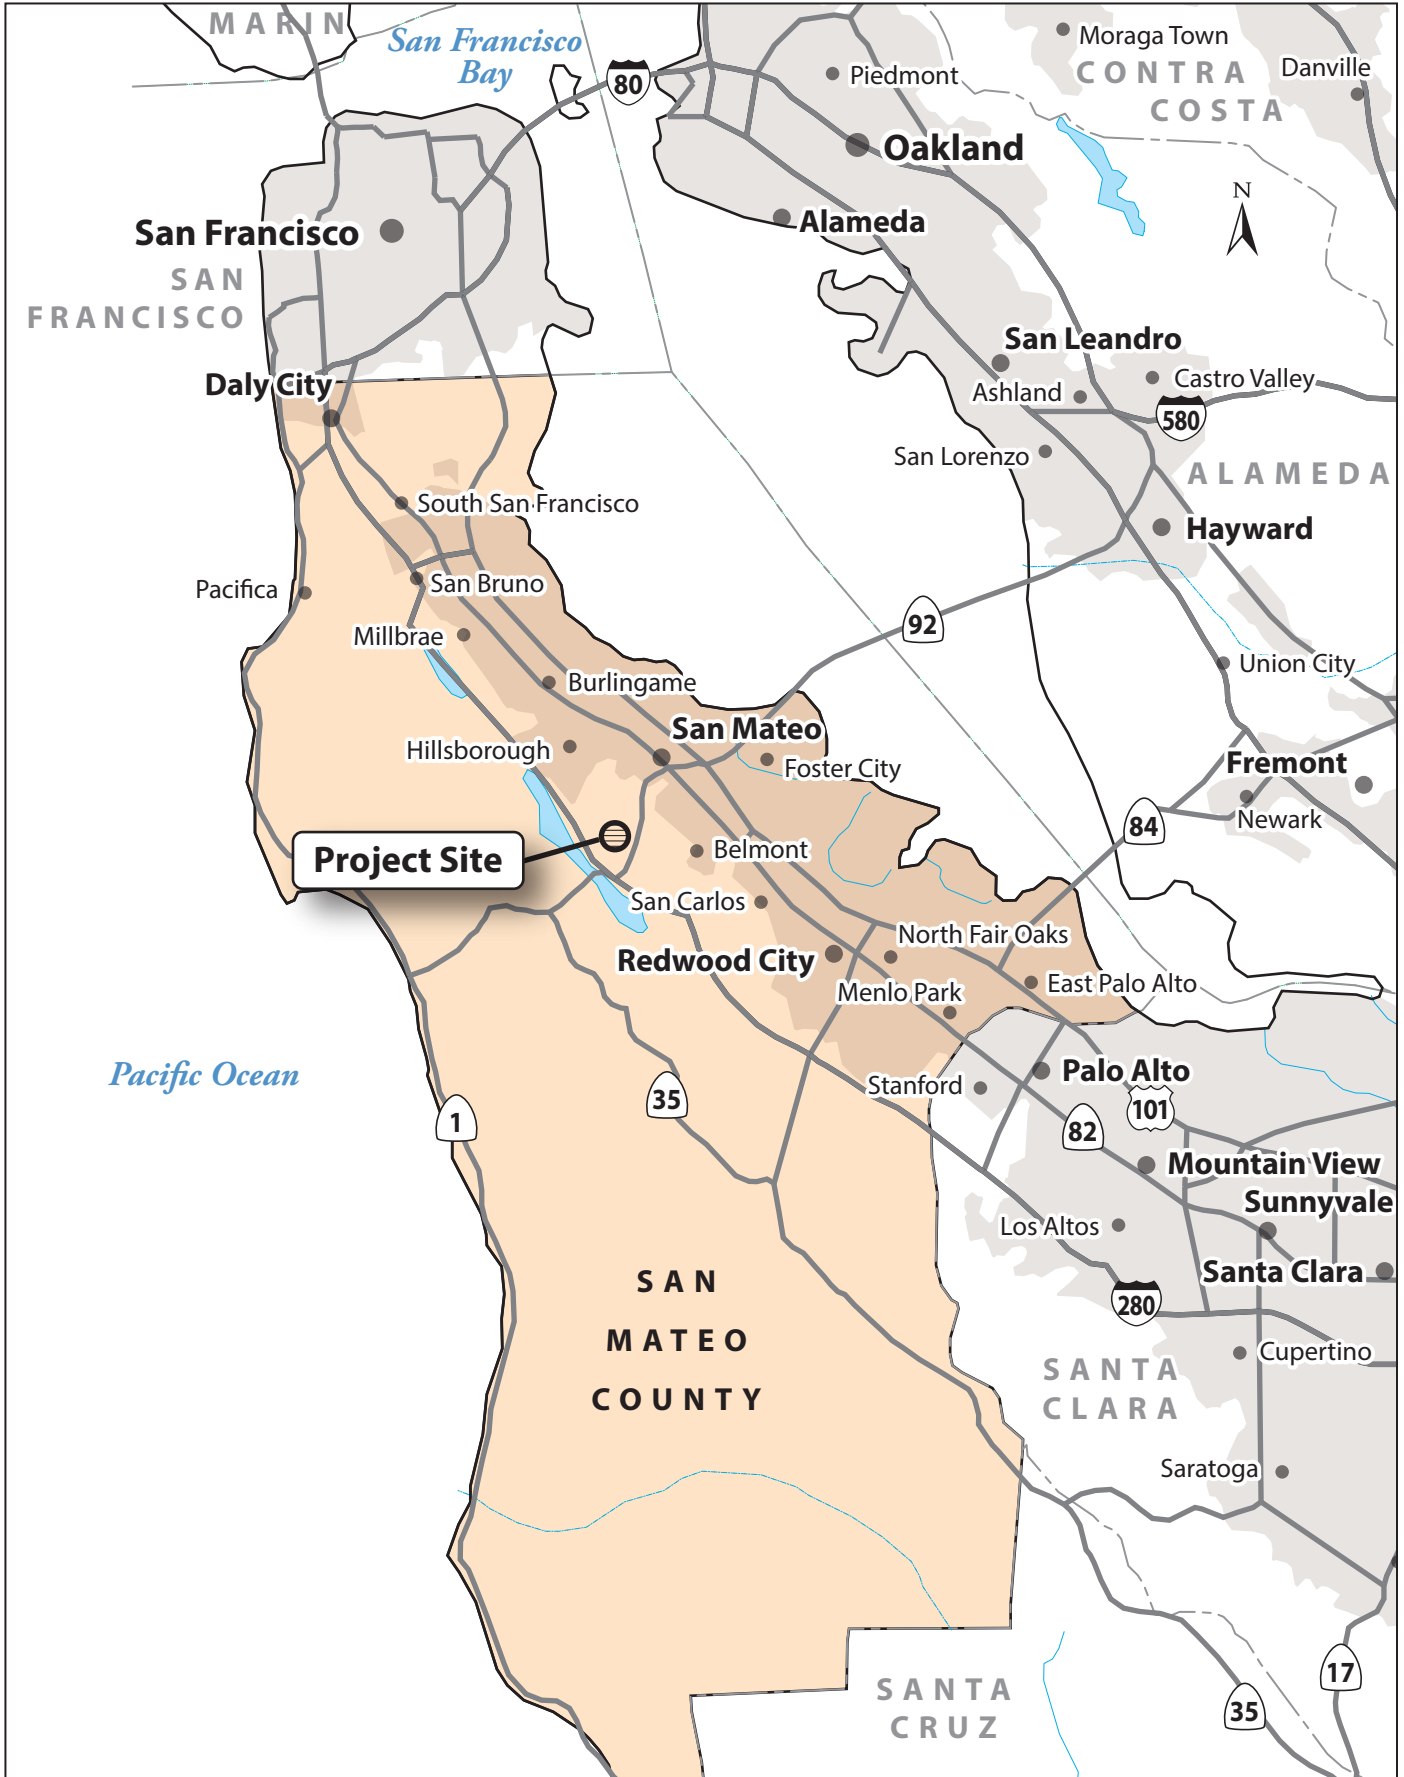 MARIN
San Francisco
Bay
80
Moraga Town
CONTRA
COSTA
Danville
Piedmont
Oakland
N
San Francisco
Alameda
SAN
FRANCISCO
San Leandro
Daly City
Ashland
Castro Valley
580
San Lorenzo
ALAMEDA
South San Francisco
Hayward
Pacifica
San Bruno
92
Millbrae
Union City
Burlingame
San Mateo
Hillsborough
Foster City
Fremont
Newark
84
Project Site
Belmont
San Carlos
North Fair Oaks
Redwood City
East Palo Alto
Menlo Park
Pacific Ocean
Stanford
Palo Alto
101
35
1
82
Mountain View
Sunnyvale
Los Altos
Santa Clara
SAN
MATEO
COUNTY
280
Cupertino
SANTA
CLARA
Saratoga
17
SANTA
CRUZ
35